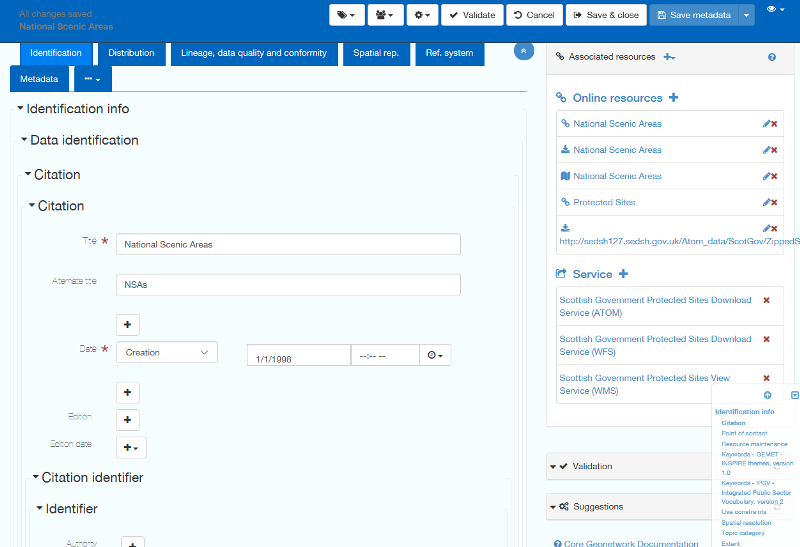 All changes saved
National Scenic Areas
Validate
Cancel
Save & close
Save metadata
Identification
Distribution
Lineage, data quality and conformity
Spatial rep.
Ref. system
Metadata
Identification info
Data identification
Citation
Citation
Title *
National Scenic Areas
Alternate title
NSAs
Date *
Creation
1/1/1998
--:-- --
Edition
Edition date
Citation identifier
Identifier
Authority
Associated resources
Online resources
National Scenic Areas
National Scenic Areas
National Scenic Areas
Protected Sites
http://sedsh127.sedsh.gov.uk/Atom_data/ScotGov/ZippedS
Service
Scottish Government Protected Sites Download
Service (ATOM)
Scottish Government Protected Sites Download
Service (WFS)
Scottish Government Protected Sites View
Service (WMS)
Identification info
Citation
Point of contact
Resource maintenance
Keywords - GEMET -
INSPIRE themes, version
1.0
Keywords - IPSV -
Integrated Public Sector
Vocabulary, version 2
Use constraints
Spatial resolution
Topic category
Extent
Validation
Suggestions
Core Geonetwork Documentation